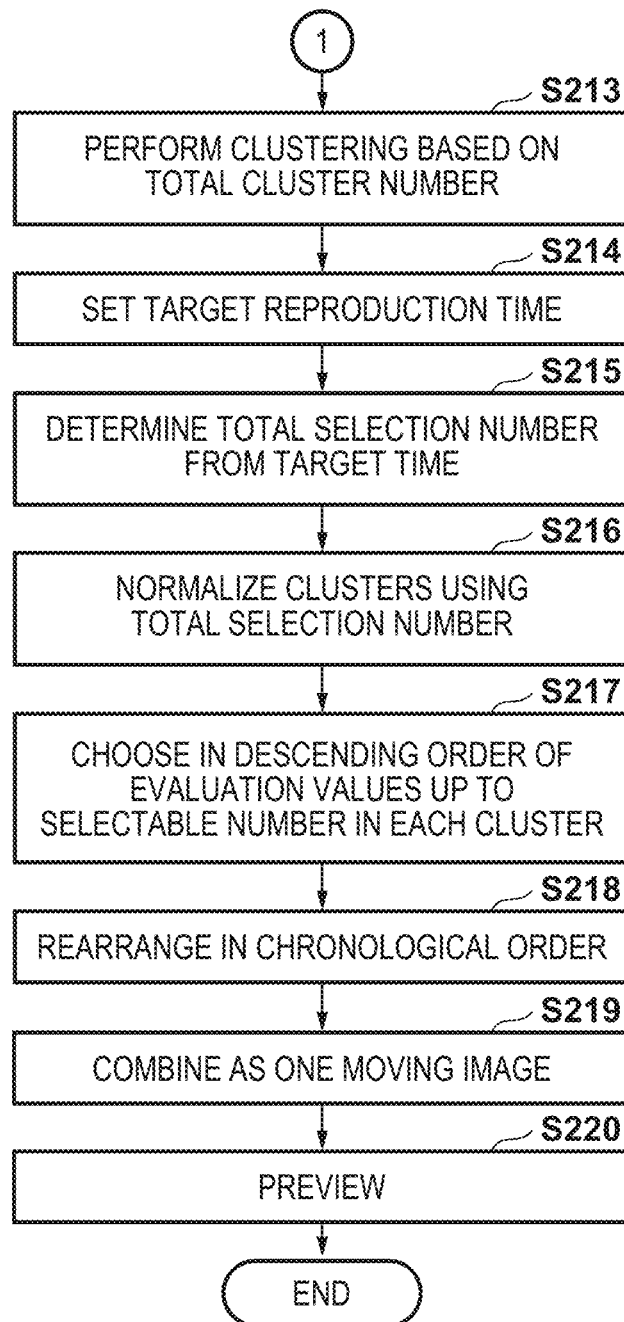 1
S213
PERFORM CLUSTERING BASED ON
TOTAL CLUSTER NUMBER
S214
SET TARGET REPRODUCTION TIME
S215
DETERMINE TOTAL SELECTION NUMBER
FROM TARGET TIME
S216
NORMALIZE CLUSTERS USING
TOTAL SELECTION NUMBER
S217
CHOOSE IN DESCENDING ORDER OF
EVALUATION VALUES UP TO
SELECTABLE NUMBER IN EACH CLUSTER
S218
REARRANGE IN CHRONOLOGICAL ORDER
S219
COMBINE AS ONE MOVING IMAGE
S220
PREVIEW
END